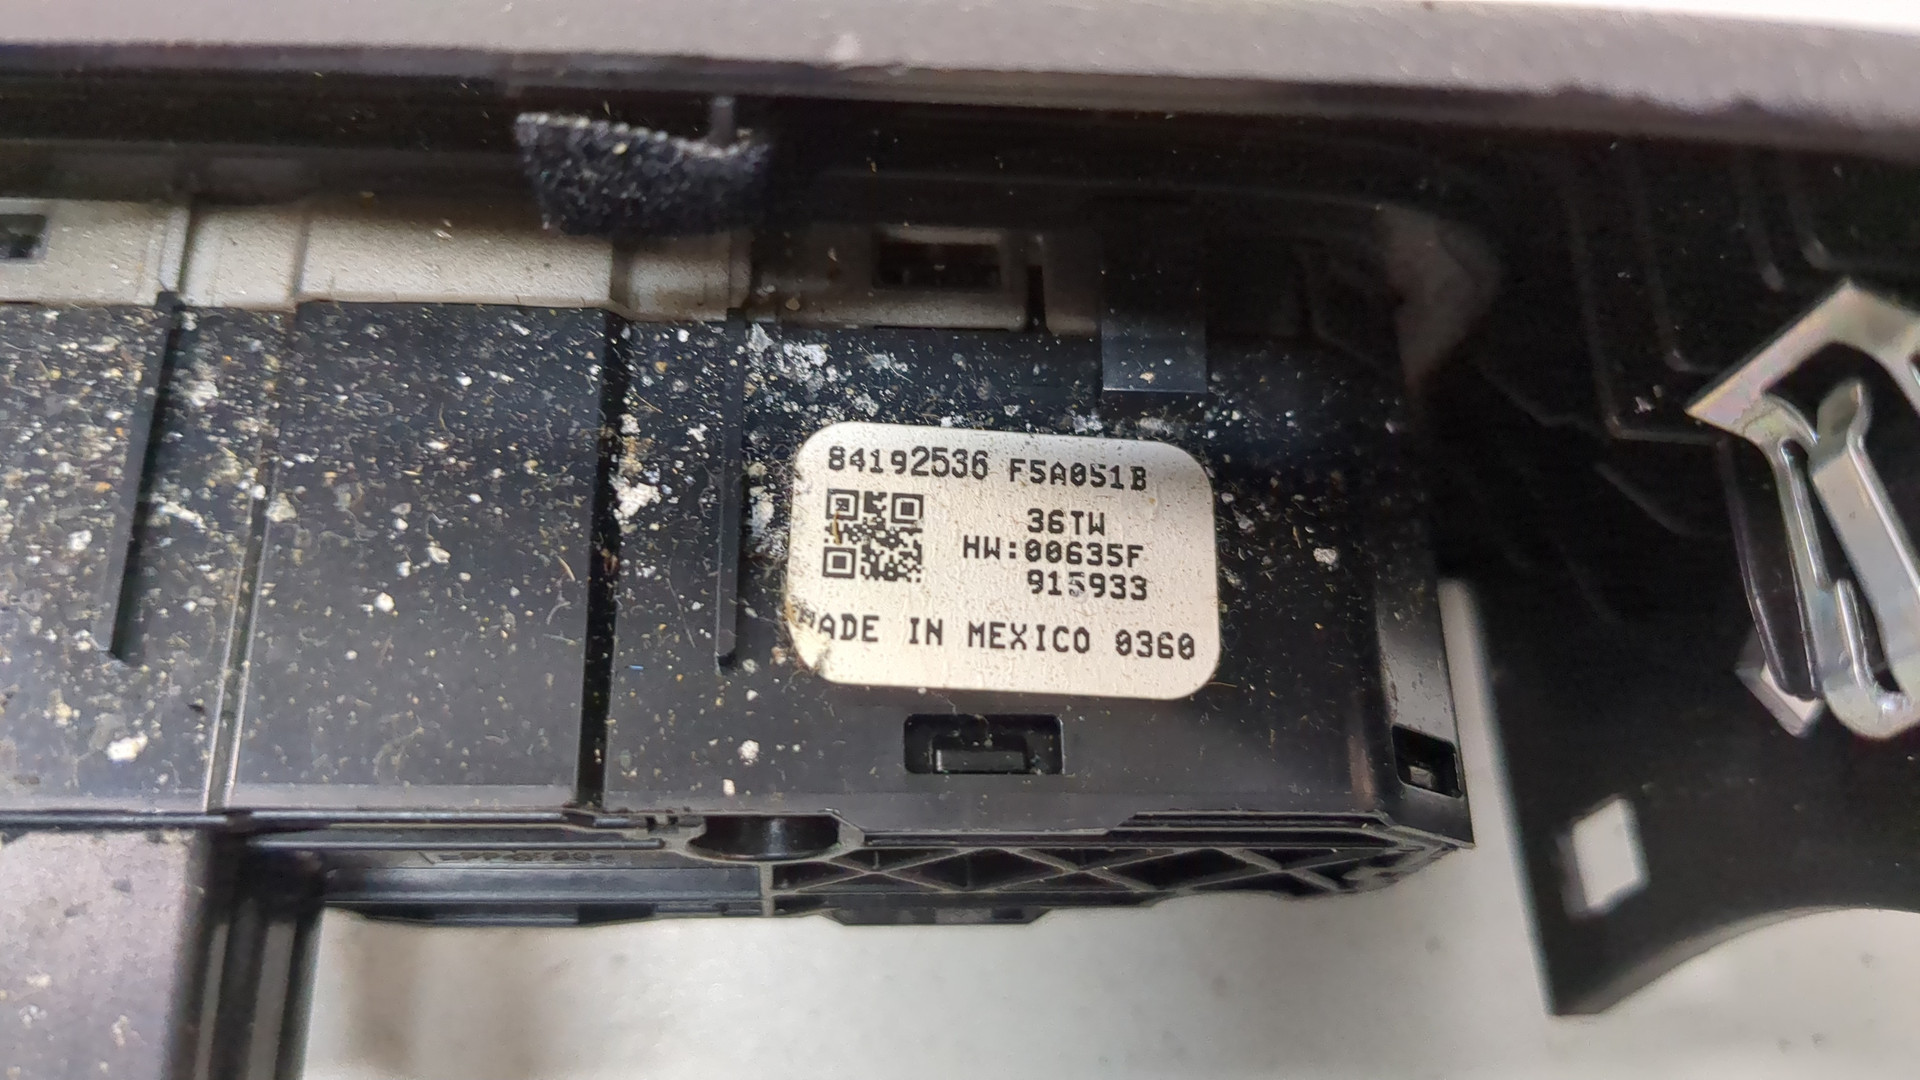 84192536 F5A051B
36TW
HW:00635F
915933
MADE IN MEXICO 0360